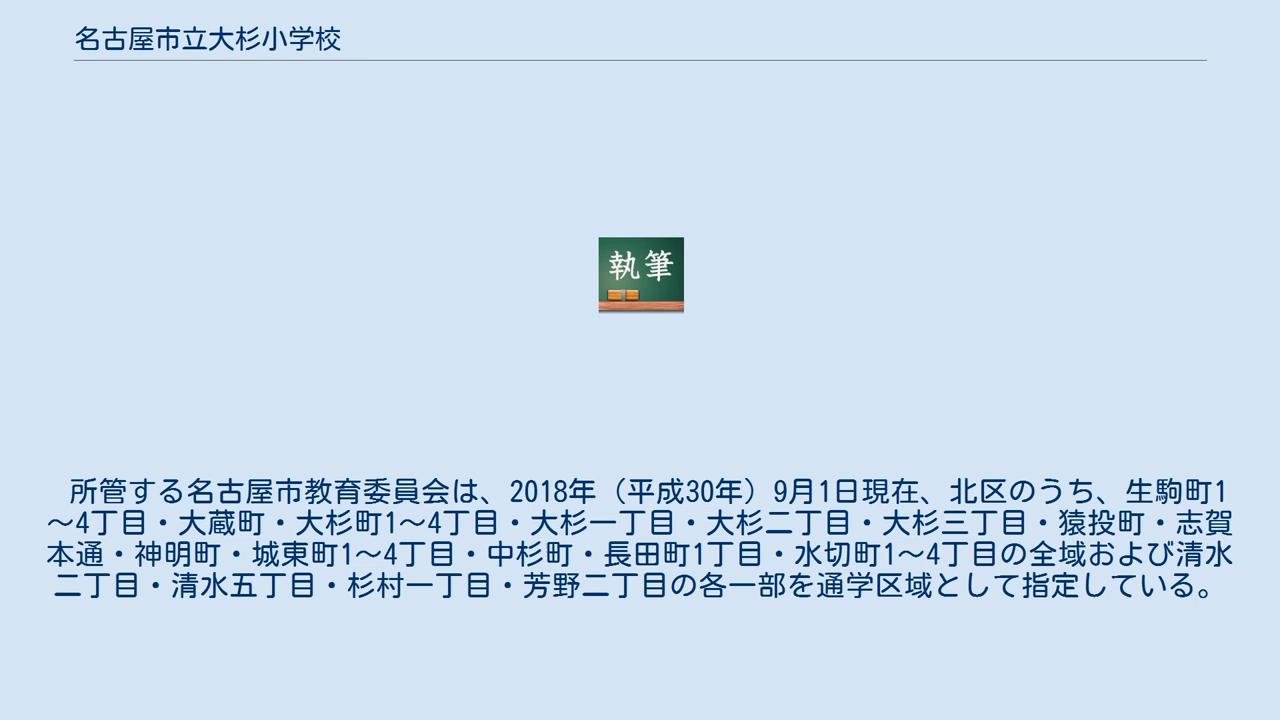 名古屋市立大杉小学校
執筆
所管する名古屋市教育委員会は、2018年（平成30年）9月1日現在、北区のうち、生駒町1
～4丁目・大蔵町・大杉町1～4丁目・大杉一丁目・大杉二丁目・大杉三丁目・猿投町・志賀
本通・神明町・城東町1～4丁目・中杉町・長田町1丁目・水切町1～4丁目の全域および清水
二丁目・清水五丁目・杉村一丁目・芳野二丁目の各一部を通学区域として指定している。